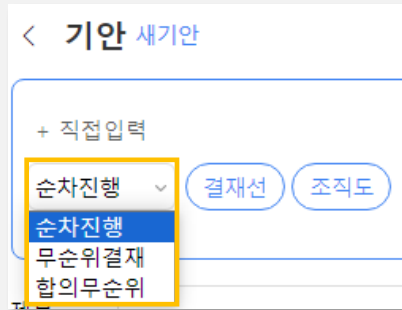 < 기안 새기안
+ 직접입력
순차진행 결재선 조직도
순차진행
무순위결재
합의무순위